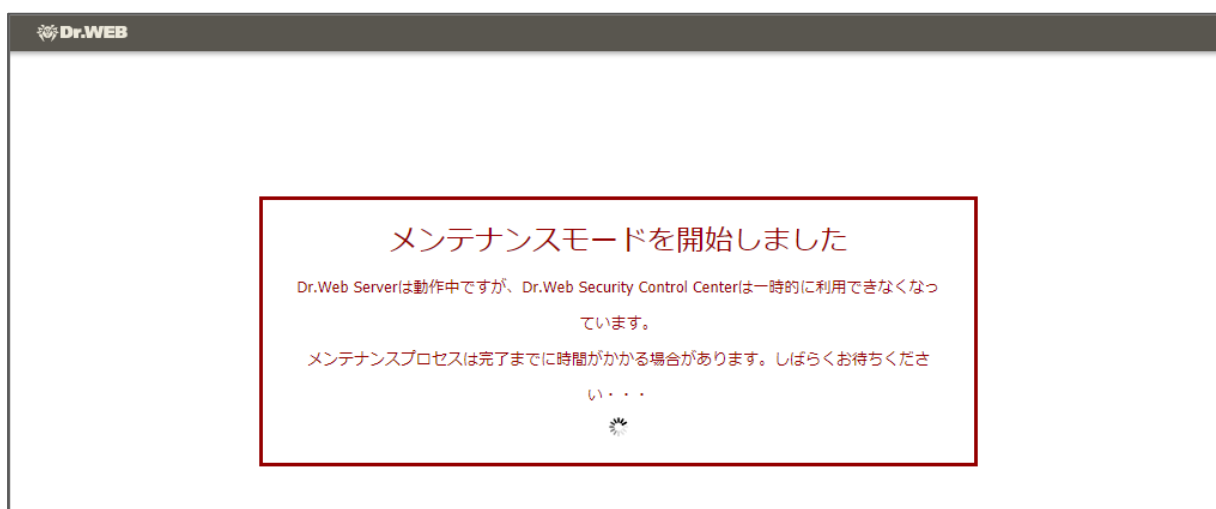 Dr.WEB
メンテナンスモードを開始しました
Dr.Web Serverは動作中ですが、Dr.Web Security Control Centerは一時的に利用できなくなっ
ています。
メンテナンスプロセスは完了までに時間がかかる場合があります。しばらくお待ちくださ
い・・・